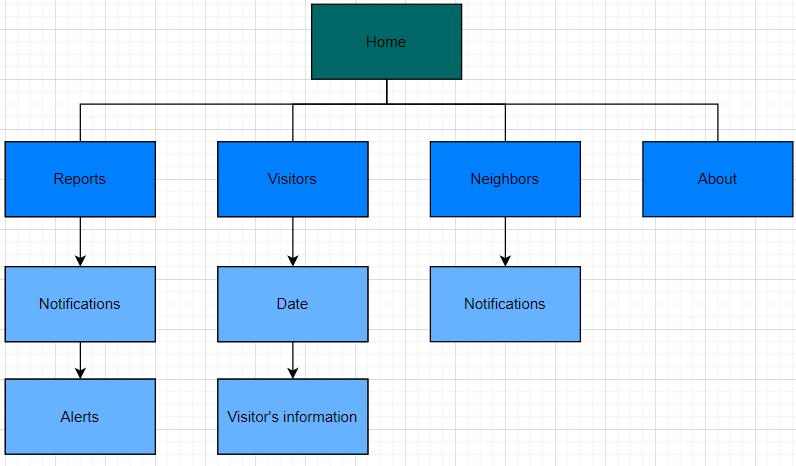 Home
Reports
Visitors
Neighbors
About
Notifications
Date
Notifications
Alerts
Visitor's information